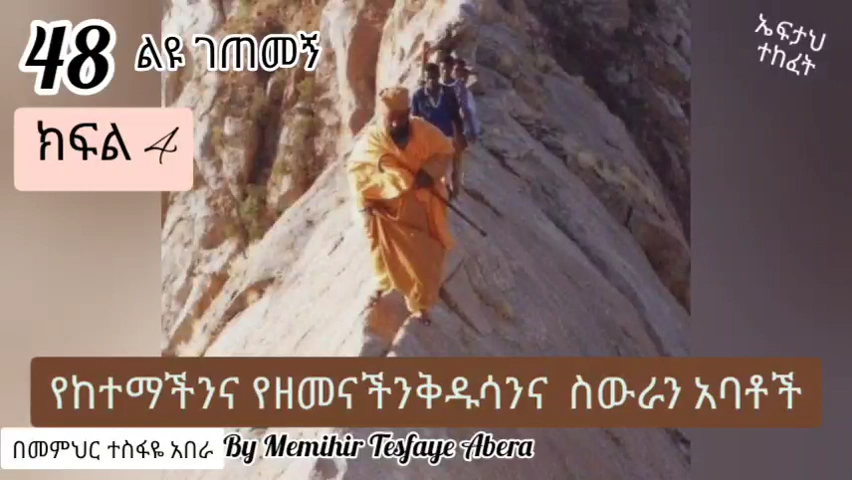 48 ልዩ ገጠመኝ
ኤፍታህ
ተከፈት
ክፍል 4
የከተማችንና የዘመናችንቅዱሳንና ስውራን አባቶች
በመምህር ተስፋዬ አበራ By Memihir Tesfaye Abera